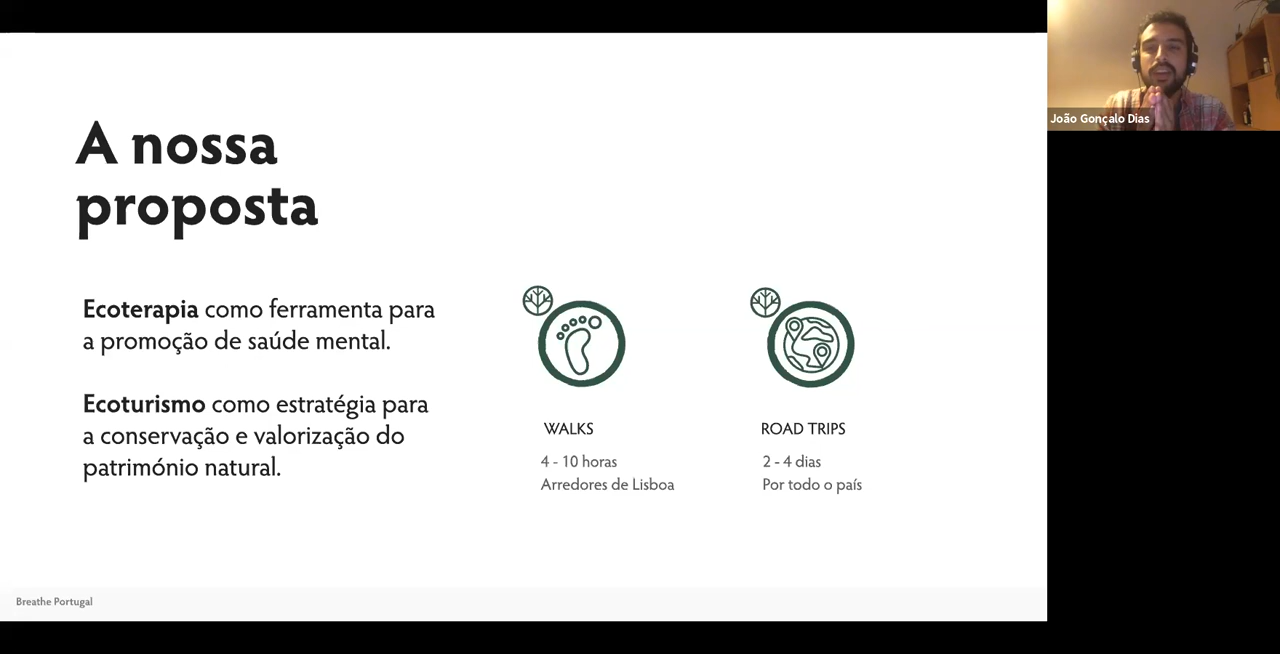 A nossa
proposta
Ecoterapia como ferramenta para
a promoção de saúde mental.
Ecoturismo como estratégia para
a conservação e valorização do
património natural.
WALKS
4 - 10 horas
Arredores de Lisboa
ROAD TRIPS
2 - 4 dias
Por todo o país
Breathe Portugal
João Gonçalo Dias